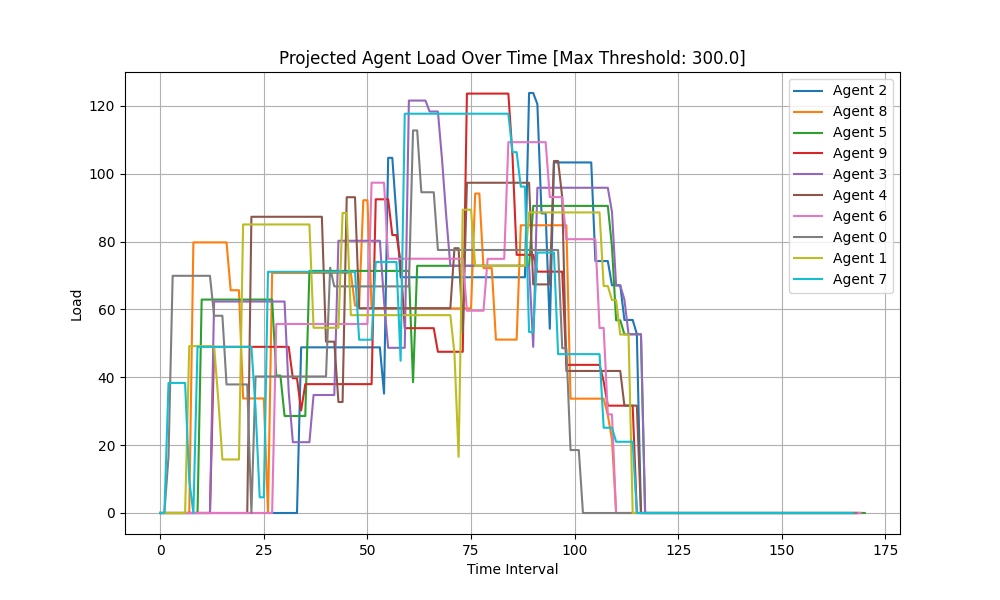 Projected Agent Load Over Time [Max Threshold: 300.0]
Load
120
100
80
60
40
20
0
0 25 50 75 100 125 150 175
Time Interval
Agent 2
Agent 8
Agent 5
Agent 9
Agent 3
Agent 4
Agent 6
Agent 0
Agent 1
Agent 7